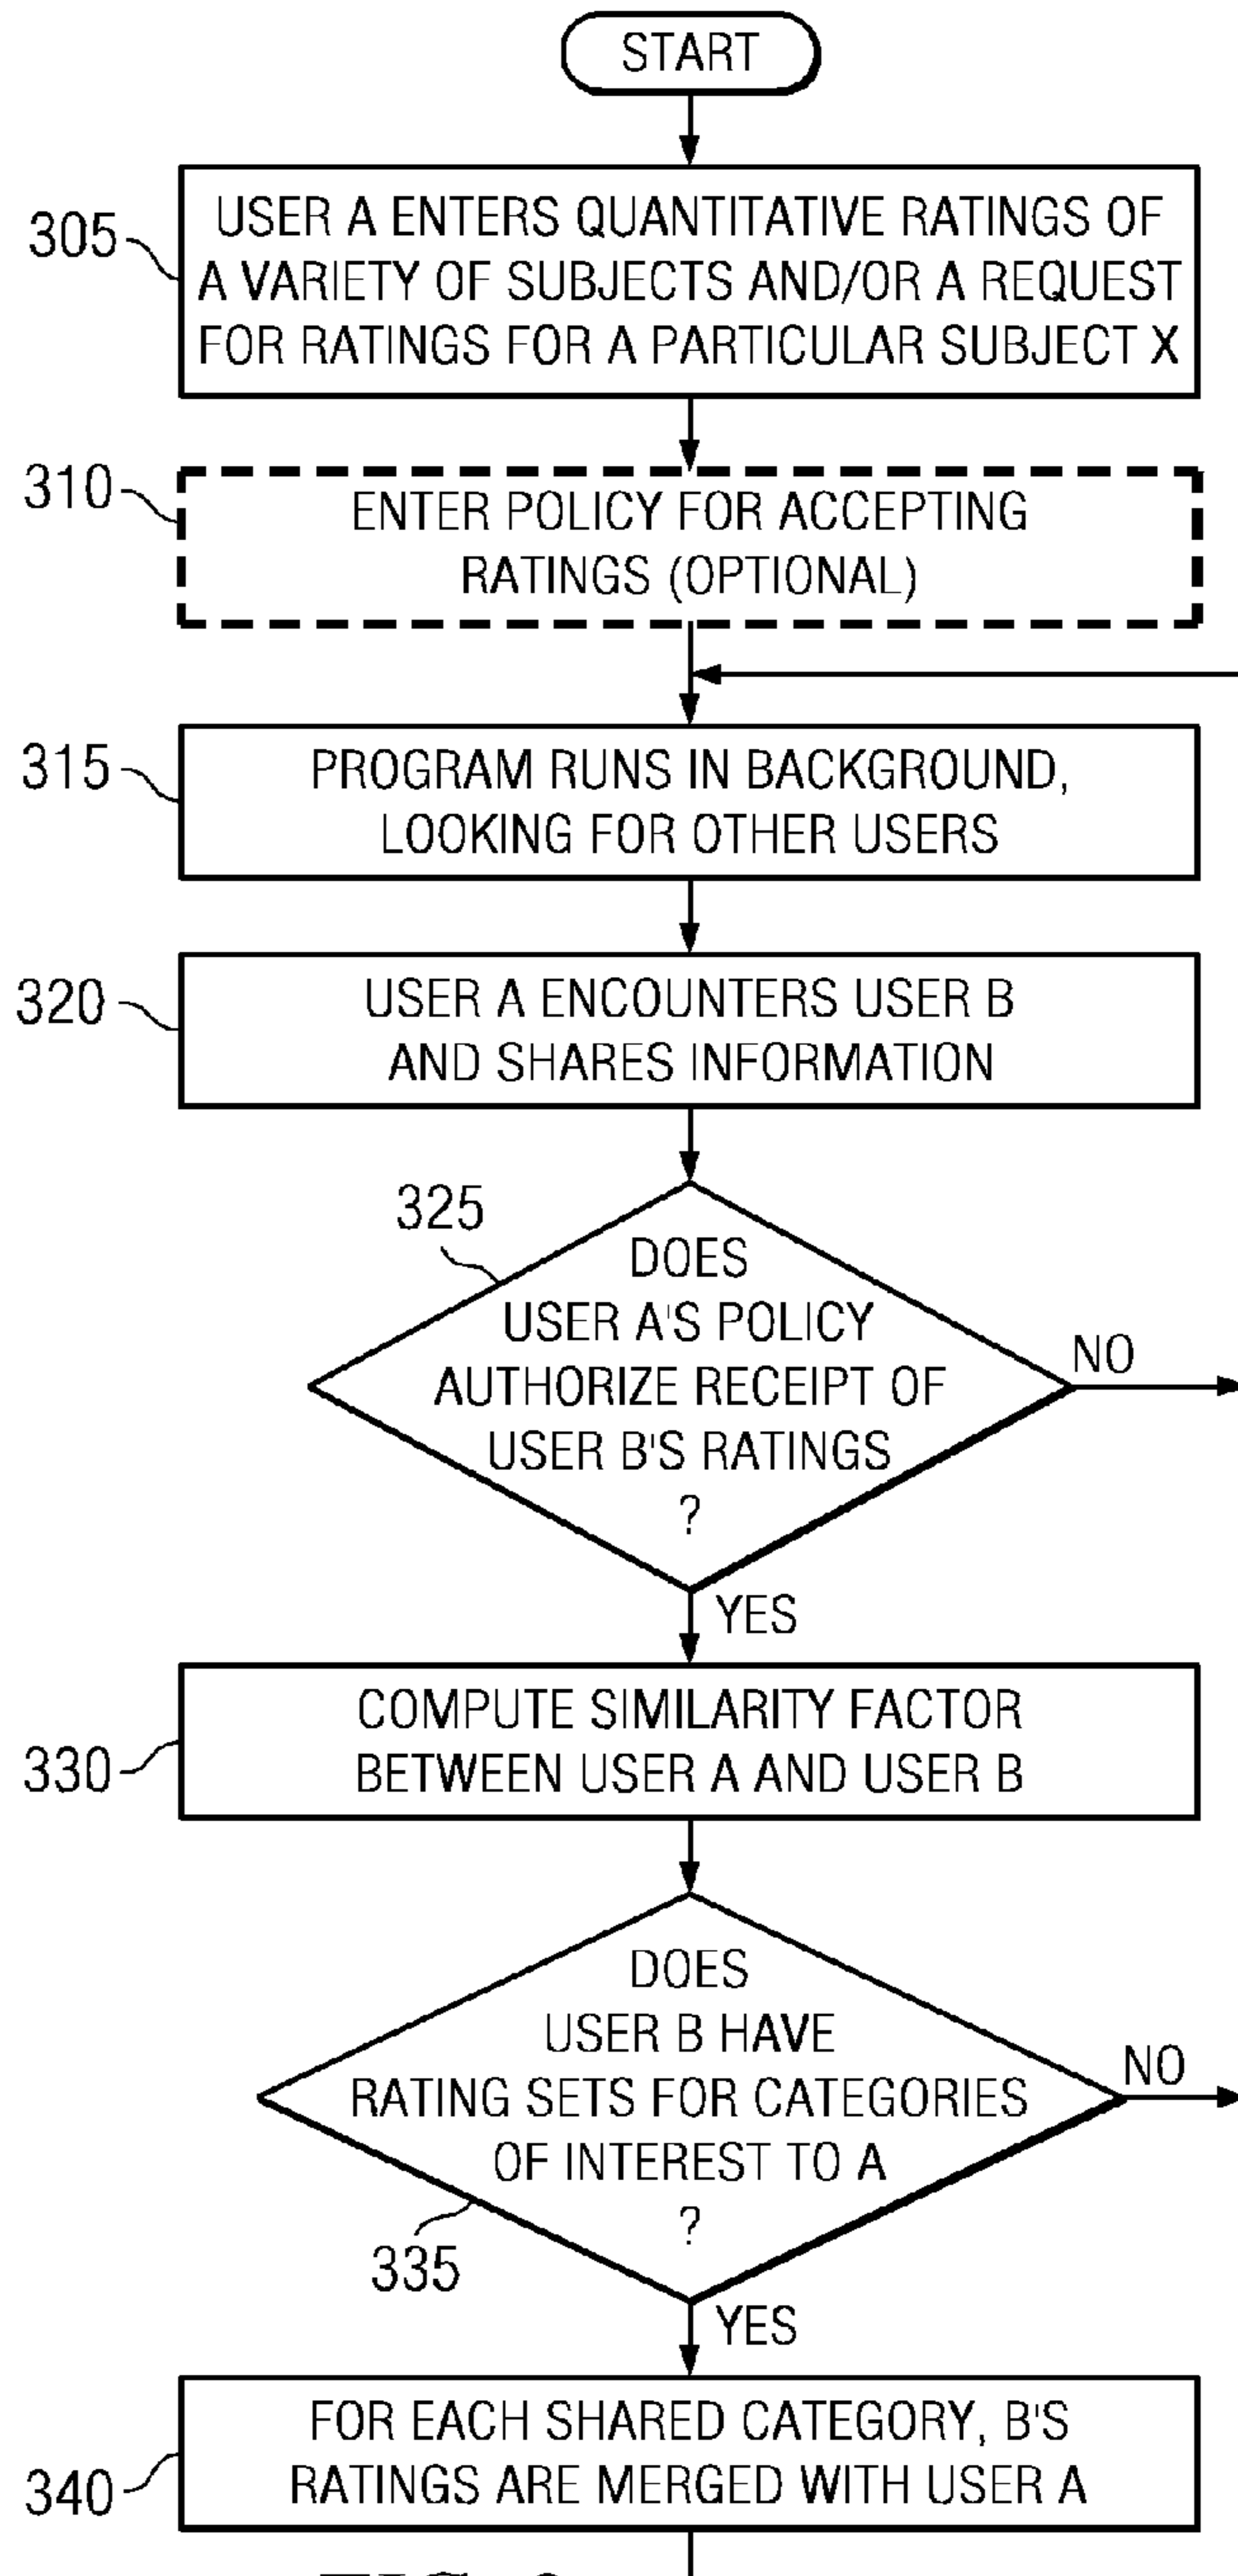 START
305
USER A ENTERS QUANTITATIVE RATINGS OF
A VARIETY OF SUBJECTS AND/OR A REQUEST
FOR RATINGS FOR A PARTICULAR SUBJECT X
310
ENTER POLICY FOR ACCEPTING
RATINGS (OPTIONAL)
315
PROGRAM RUNS IN BACKGROUND,
LOOKING FOR OTHER USERS
320
USER A ENCOUNTERS USER B
AND SHARES INFORMATION
325
DOES
USER A'S POLICY
AUTHORIZE RECEIPT OF
USER B'S RATINGS
?
NO
YES
330
COMPUTE SIMILARITY FACTOR
BETWEEN USER A AND USER B
DOES
USER B HAVE
RATING SETS FOR CATEGORIES
OF INTEREST TO A
?
NO
335
YES
340
FOR EACH SHARED CATEGORY, B'S
RATINGS ARE MERGED WITH USER A